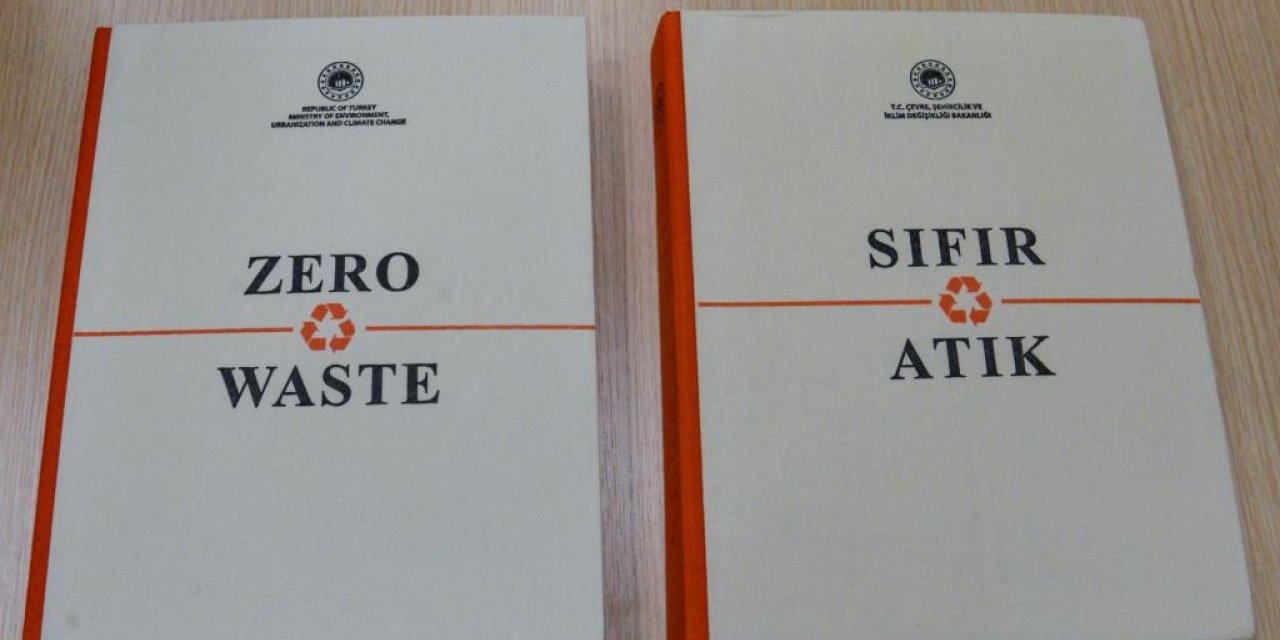 REPUBLIC OF TURKEY
MINISTRY OF ENVIRONMENT,
URBANIZATION AND CLIMATE CHANGE
ZERO
WASTE
T.C. ÇEVRE, ŞEHİRCİLİK VE
İKLİM DEĞİŞİKLİĞİ BAKANLIĞI
SIFIR
ATIK